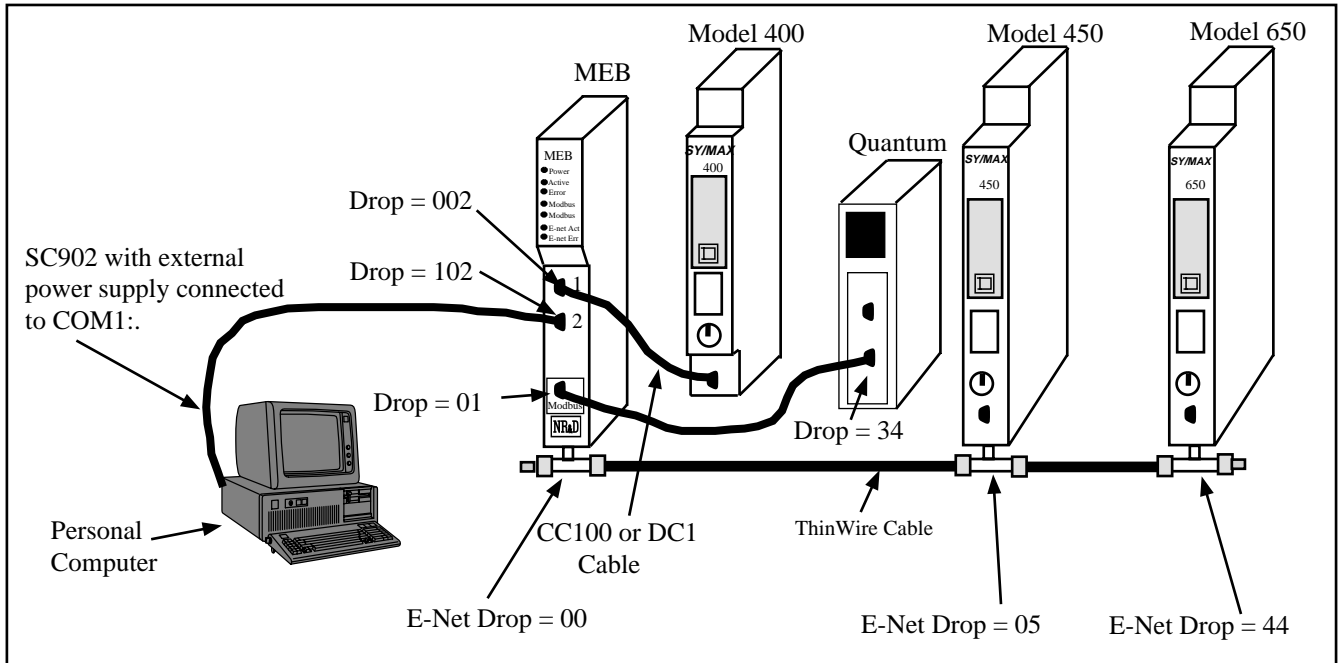 Model 400
Model 450
Model 650
MEB
Quantum
MEB
Power
Active
Error
Modbus
Modbus
E-net Act
E-net Err
SY/MAX
400
SY/MAX
450
SY/MAX
650
Drop = 002
1
SC902 with external
power supply connected
to COM1:.
Drop = 102
2
Drop = 01
Modbus
NR&D
Drop = 34
Personal
Computer
CC100 or DC1
Cable
ThinWire Cable
E-Net Drop = 00
E-Net Drop = 05
E-Net Drop = 44